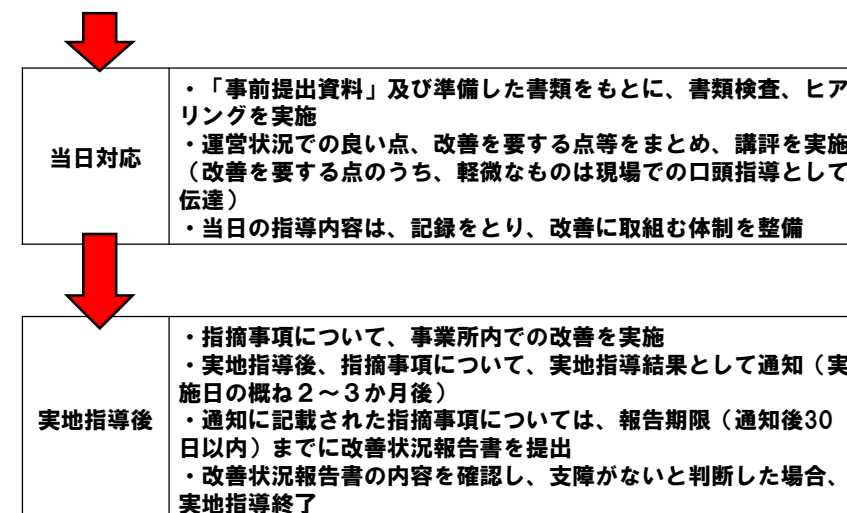 当日対応
・「事前提出資料」及び準備した書類をもとに、書類検査、ヒア
リングを実施
・運営状況での良い点、改善を要する点等をまとめ、講評を実施
（改善を要する点のうち、軽微なものは現場での口頭指導として
伝達）
・当日の指導内容は、記録をとり、改善に取組む体制を整備
実地指導後
・指摘事項について、事業所内での改善を実施
・実地指導後、指摘事項について、実地指導結果として通知（実
施日の概ね２～３か月後）
・通知に記載された指摘事項については、報告期限（通知後30
日以内）までに改善状況報告書を提出
・改善状況報告書の内容を確認し、支障がないと判断した場合、
実地指導終了